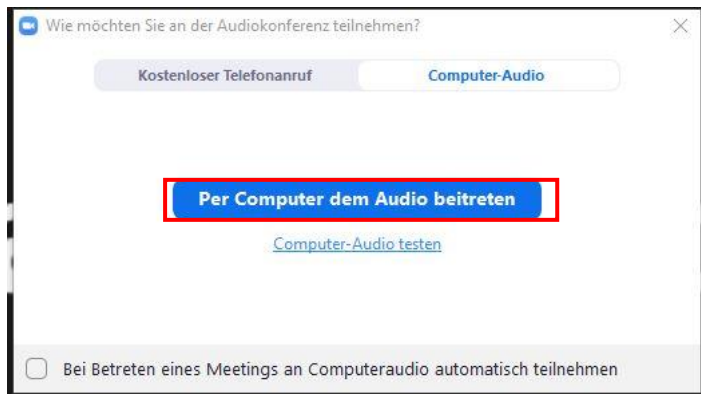 Wie möchten Sie an der Audiokonferenz teilnehmen?
Kostenloser Telefonanruf
Computer-Audio
Per Computer dem Audio beitreten
Computer-Audio testen
Bei Betreten eines Meetings an Computeraudio automatisch teilnehmen